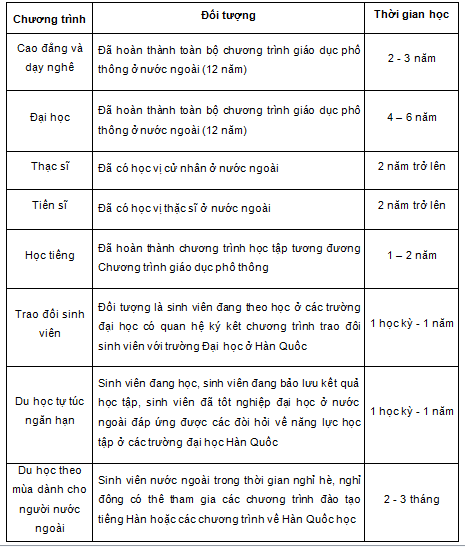 Chương trình
Đối tượng
Thời gian học
Cao đẳng và
dạy nghề
Đã hoàn thành toàn bộ chương trình giáo dục phổ
thông ở nước ngoài (12 năm)
2 - 3 năm
Đại học
Đã hoàn thành toàn bộ chương trình giáo dục phổ
thông ở nước ngoài (12 năm)
4 – 6 năm
Thạc sĩ
Đã có học vị cử nhân ở nước ngoài
2 năm trở lên
Tiến sĩ
Đã có học vị thạc sĩ ở nước ngoài
2 năm trở lên
Học tiếng
Đã hoàn thành chương trình học tập tương đương
Chương trình giáo dục phổ thông
1 – 2 năm
Trao đổi sinh
viên
Đối tượng là sinh viên đang theo học ở các trường
đại học có quan hệ ký kết chương trình trao đổi
sinh viên với trường Đại học ở Hàn Quốc
1 học kỳ - 1 năm
Du học tự túc
ngắn hạn
Sinh viên đang học, sinh viên đang bảo lưu kết quả
học tập, sinh viên đã tốt nghiệp đại học ở nước
ngoài đáp ứng được các đòi hỏi về năng lực học
tập ở các trường đại học Hàn Quốc
1 học kỳ - 1 năm
Du học theo
mùa dành cho
người nước
ngoài
Sinh viên nước ngoài trong thời gian nghỉ hè, nghỉ
đông có thể tham gia các chương trình đào tạo
tiếng Hàn hoặc các chương trình về Hàn Quốc học
2 - 3 tháng